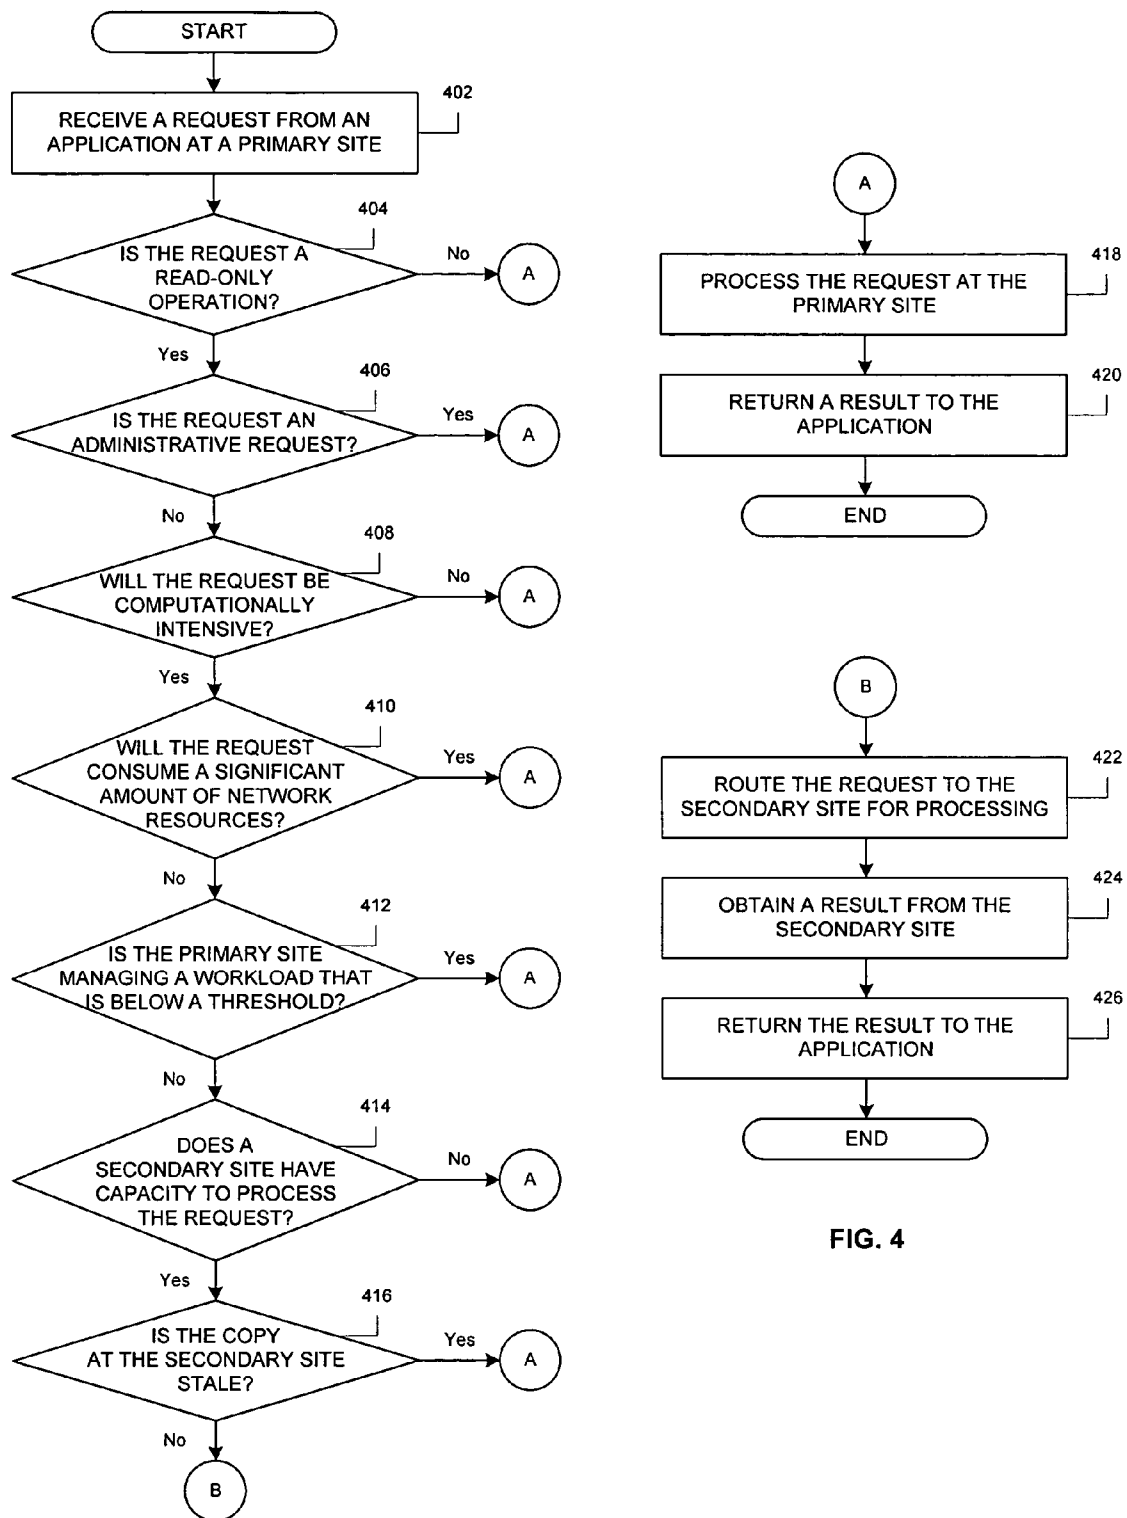 START
402
RECEIVE A REQUEST FROM AN
APPLICATION AT A PRIMARY SITE
404
IS THE REQUEST A
READ-ONLY
OPERATION?
No
A
Yes
406
IS THE REQUEST AN
ADMINISTRATIVE REQUEST?
Yes
A
No
408
WILL THE REQUEST BE
COMPUTATIONALLY
INTENSIVE?
No
A
Yes
410
WILL THE REQUEST
CONSUME A SIGNIFICANT
AMOUNT OF NETWORK
RESOURCES?
Yes
A
No
412
IS THE PRIMARY SITE
MANAGING A WORKLOAD THAT
IS BELOW A THRESHOLD?
Yes
A
No
414
DOES A
SECONDARY SITE HAVE
CAPACITY TO PROCESS
THE REQUEST?
No
A
Yes
416
IS THE COPY
AT THE SECONDARY SITE
STALE?
Yes
A
No
B
A
418
PROCESS THE REQUEST AT THE
PRIMARY SITE
420
RETURN A RESULT TO THE
APPLICATION
END
B
422
ROUTE THE REQUEST TO THE
SECONDARY SITE FOR PROCESSING
424
OBTAIN A RESULT FROM THE
SECONDARY SITE
426
RETURN THE RESULT TO THE
APPLICATION
END
FIG. 4